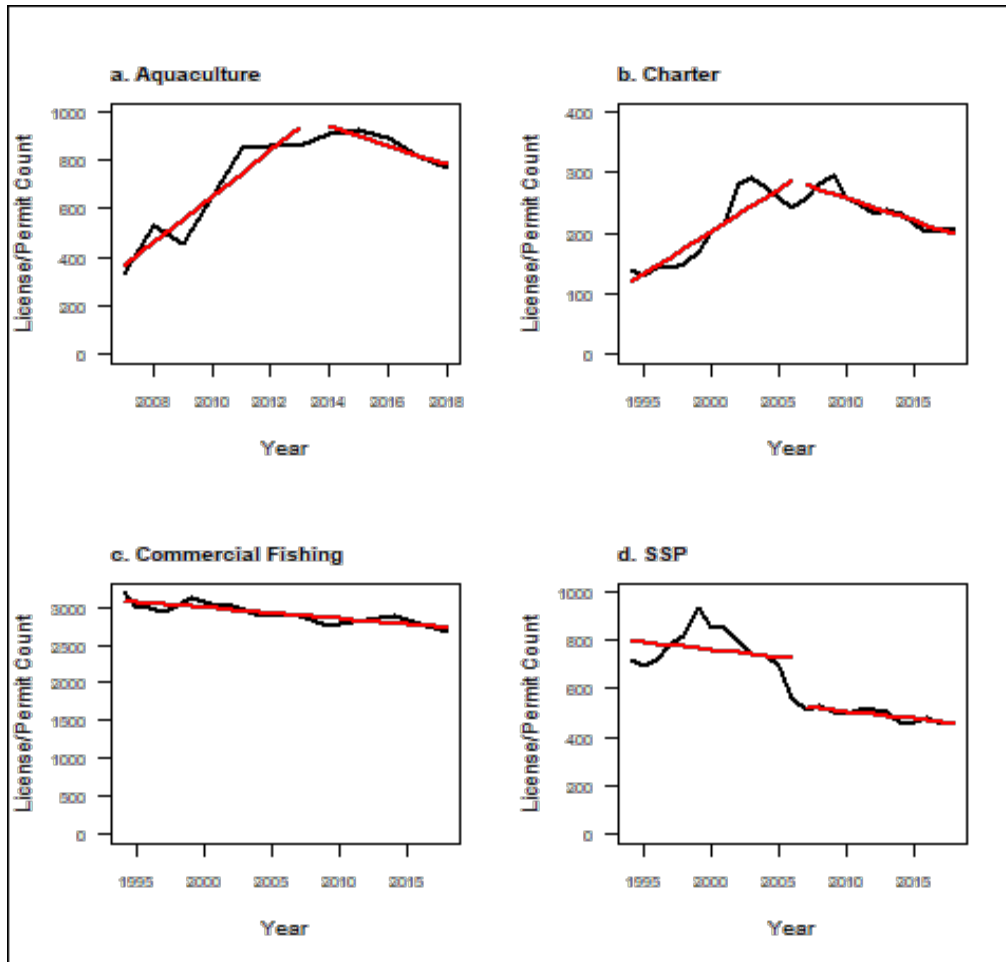 a. Aquaculture
License/Permit Count
1000
800
600
400
200
0
2008 2010 2012 2014 2016 2018
Year
b. Charter
License/Permit Count
400
300
200
100
0
1995 2000 2005 2010 2015
Year
c. Commercial Fishing
License/Permit Count
3000
2500
2000
1500
1000
500
0
1995 2000 2005 2010 2015
Year
d. SSP
License/Permit Count
1000
800
600
400
200
0
1995 2000 2005 2010 2015
Year